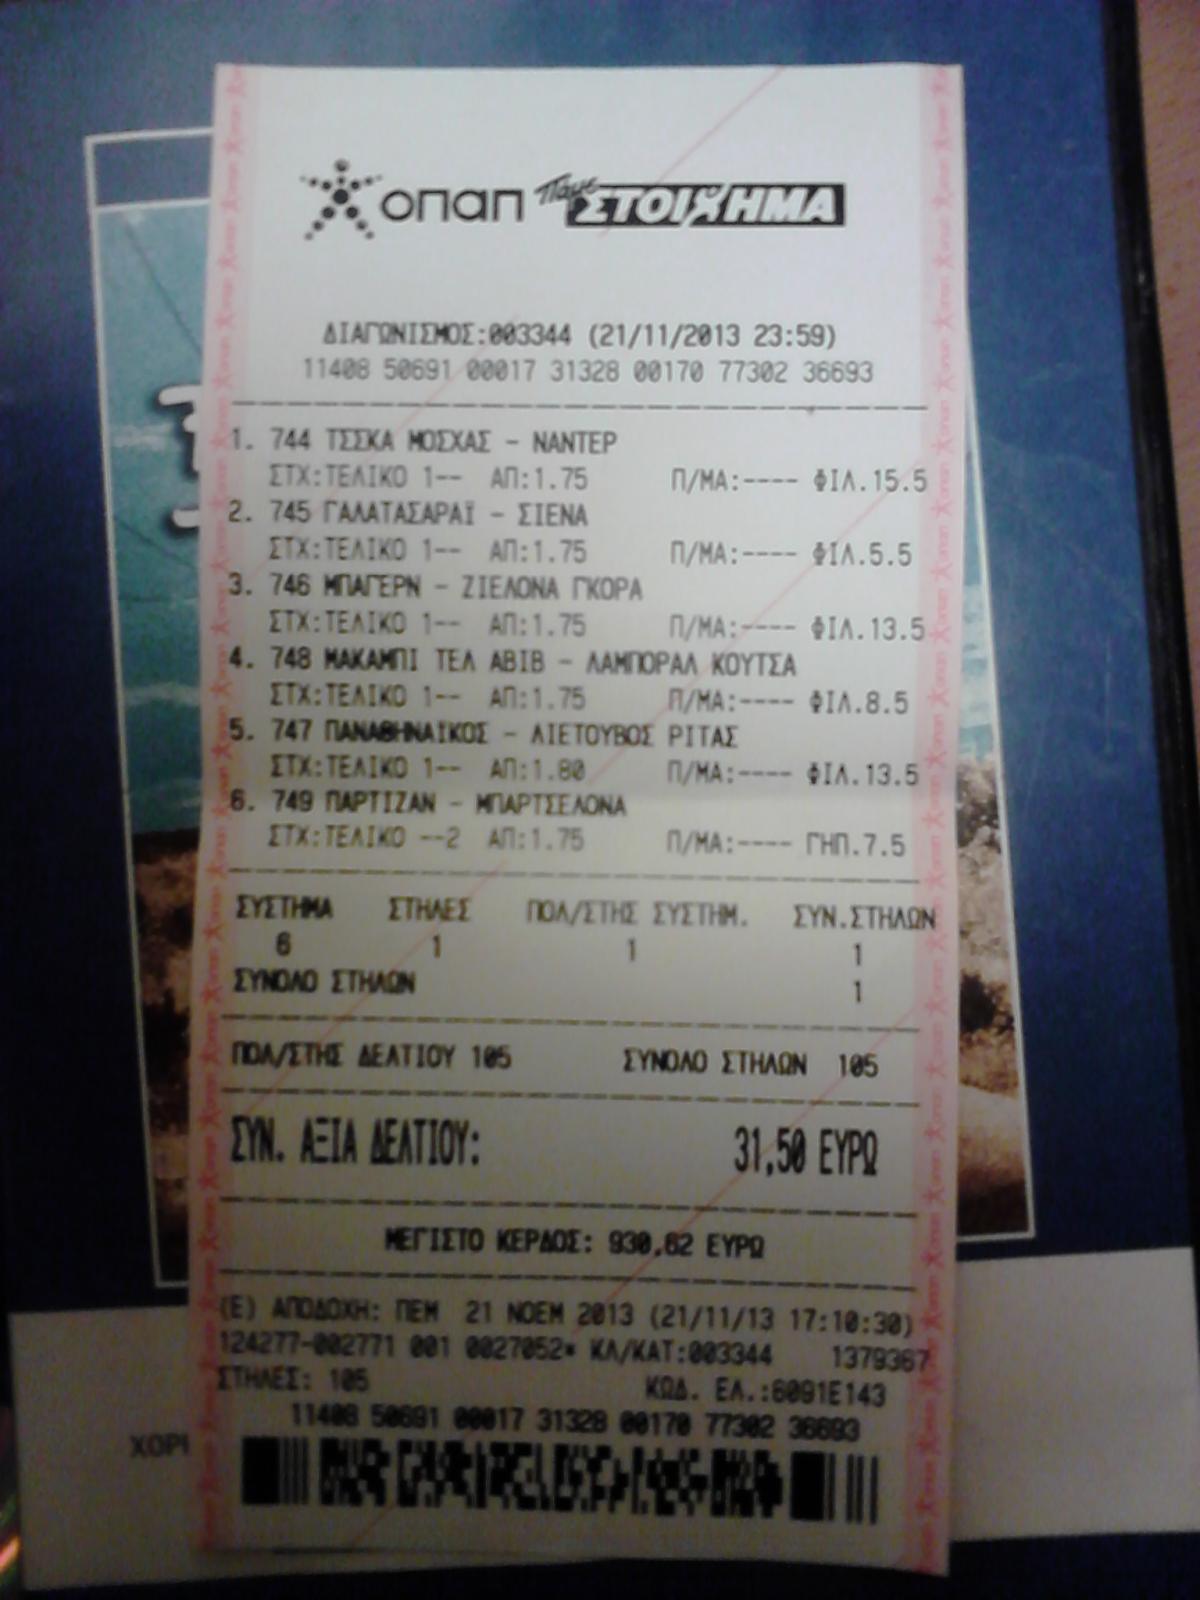 οπαπ Πάμε ΣΤΟΙΧΗΜΑ
ΔΙΑΓΩΝΙΣΜΟΣ:003344 (21/11/2013 23:59)
11408 50691 00017 31328 00170 77302 36693
1. 744 ΤΣΣΚΑ ΜΟΣΧΑΣ - ΝΑΝΤΕΡ
ΣΤΧ:ΤΕΛΙΚΟ 1-- ΑΠ:1.75 Π/ΜΑ:---- ΦΙΛ.15.5
2. 745 ΓΑΛΑΤΑΣΑΡΑΪ - ΣΙΕΝΑ
ΣΤΧ:ΤΕΛΙΚΟ 1-- ΑΠ:1.75 Π/ΜΑ:---- ΦΙΛ.5.5
3. 746 ΜΠΑΓΕΡΝ - ΖΙΕΛΟΝΑ ΓΚΟΡΑ
ΣΤΧ:ΤΕΛΙΚΟ 1-- ΑΠ:1.75 Π/ΜΑ:---- ΦΙΛ.13.5
4. 748 ΜΑΚΑΜΠΙ ΤΕΛ ΑΒΙΒ - ΛΑΜΠΟΡΑΛ ΚΟΥΤΣΑ
ΣΤΧ:ΤΕΛΙΚΟ 1-- ΑΠ:1.75 Π/ΜΑ:---- ΦΙΛ.8.5
5. 747 ΠΑΝΑΘΗΝΑΙΚΟΣ - ΛΙΕΤΟΥΒΟΣ ΡΙΤΑΣ
ΣΤΧ:ΤΕΛΙΚΟ 1-- ΑΠ:1.80 Π/ΜΑ:---- ΦΙΛ.13.5
6. 749 ΠΑΡΤΙΖΑΝ - ΜΠΑΡΤΣΕΛΟΝΑ
ΣΤΧ:ΤΕΛΙΚΟ --2 ΑΠ:1.75 Π/ΜΑ:---- ΓΗΠ.7.5
ΣΥΣΤΗΜΑ ΣΤΗΛΕΣ ΠΟΛ/ΣΤΗΣ ΣΥΣΤΗΜ. ΣΥΝ.ΣΤΗΛΩΝ
6 1 1 1
ΣΥΝΟΛΟ ΣΤΗΛΩΝ 1
ΠΟΛ/ΣΤΗΣ ΔΕΛΤΙΟΥ 105 ΣΥΝΟΛΟ ΣΤΗΛΩΝ 105
ΣΥΝ. ΑΞΙΑ ΔΕΛΤΙΟΥ: 31,50 ΕΥΡΩ
ΜΕΓΙΣΤΟ ΚΕΡΔΟΣ: 930,62 ΕΥΡΩ
(Ε) ΑΠΟΔΟΧΗ: ΠΕΜ 21 ΝΟΕΜ 2013 (21/11/13 17:10:30)
124277-002771 001 0027052* ΚΛ/ΚΑΤ:003344 1379367
ΣΤΗΛΕΣ: 105 ΚΩΔ. ΕΛ.:6091E143
11408 50691 00017 31328 00170 77302 36693
ΧΟΡΙ